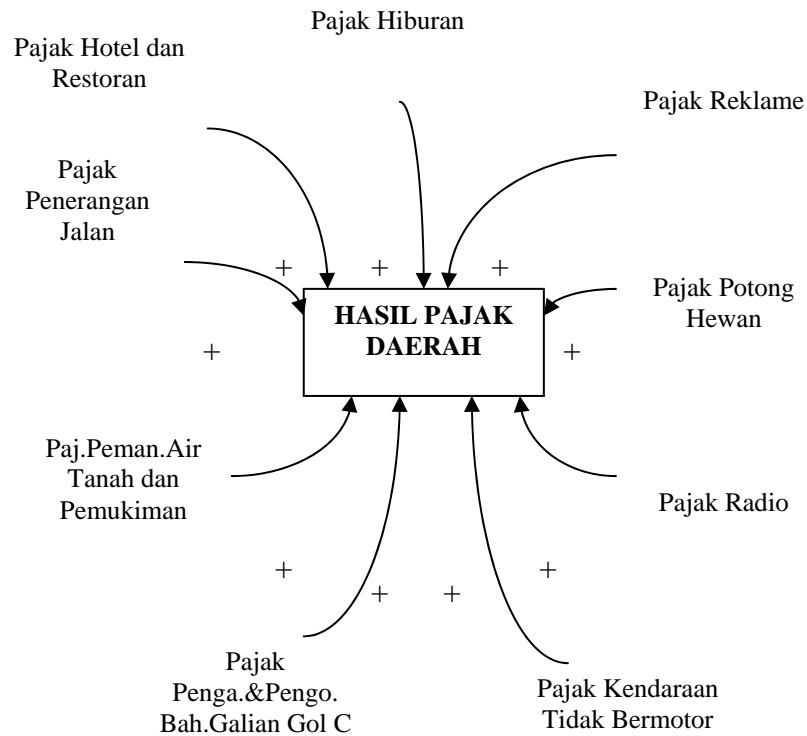 Pajak Hiburan
Pajak Hotel dan
Restoran
Pajak Reklame
Pajak
Penerangan
Jalan
+ + +
HASIL PAJAK
DAERAH
Pajak Potong
Hewan
+ +
Paj.Peman.Air
Tanah dan
Pemukiman
Pajak Radio
+ + + +
Pajak
Penga.&Pengo.
Bah.Galian Gol C
Pajak Kendaraan
Tidak Bermotor